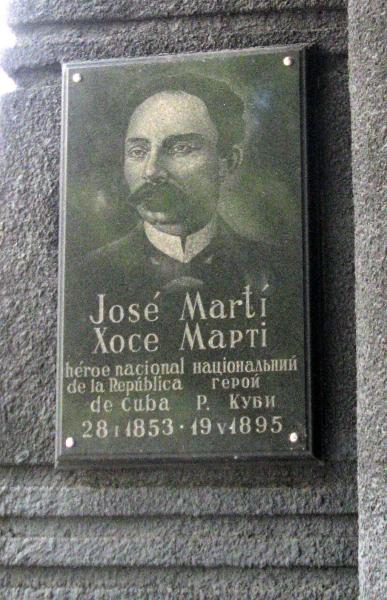 José Martí
Хосе Марті
héroe nacional національний
de la República герой
de cuba Р. Куби
28 I 1853 · 19 V 1895